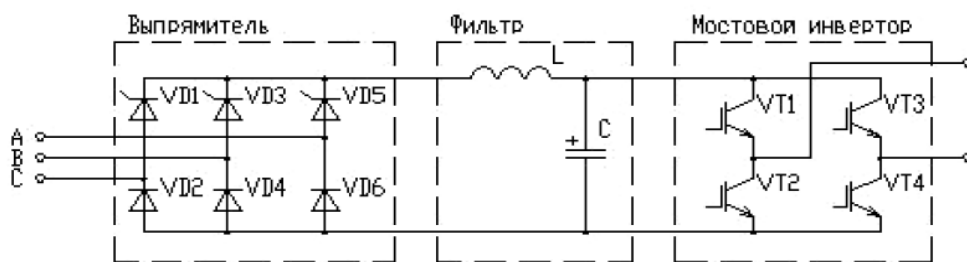 Выпрямитель
Фильтр
Мостовой инвертор
L
VD1
VD3
VD5
VT1
VT3
A
B
C
+
C
VD2
VD4
VD6
VT2
VT4